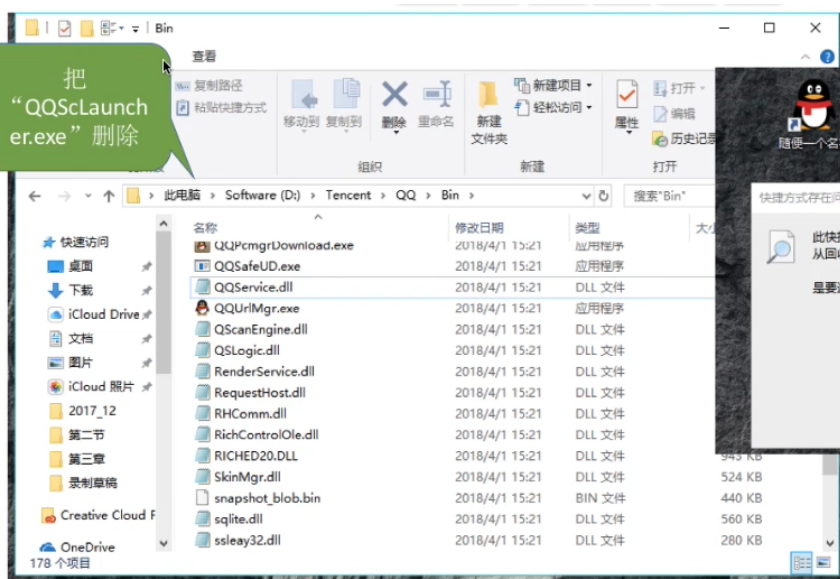 Bin
查看
把
“QQScLaunch
er.exe”删除
复制路径
粘贴快捷方式
移动到
复制到
删除
重命名
组织
新建
文件夹
新建项目
轻松访问
新建
属性
打开
编辑
历史记录
打开
随便一个名
此电脑 > Software (D:) > Tencent > QQ > Bin >
搜索"Bin"
快捷方式存在问
此快捷
从回收
是要
名称 修改日期 类型 大小
快速访问
桌面
下载
iCloud Drive
文档
图片
iCloud 照片
2017_12
第二节
第三章
录制草稿
Creative Cloud F
OneDrive
QQPcmgrDownload.exe 2018/4/1 15:21 应用程序
QQSafeUD.exe 2018/4/1 15:21 应用程序
QQService.dll 2018/4/1 15:21 DLL 文件
QQUrlMgr.exe 2018/4/1 15:21 应用程序
QScanEngine.dll 2018/4/1 15:21 DLL 文件
QSLogic.dll 2018/4/1 15:21 DLL 文件
RenderService.dll 2018/4/1 15:21 DLL 文件
RequestHost.dll 2018/4/1 15:21 DLL 文件
RHComm.dll 2018/4/1 15:21 DLL 文件
RichControlOle.dll 2018/4/1 15:21 DLL 文件
RICHED20.DLL 2018/4/1 15:21 DLL 文件 943 KB
SkinMgr.dll 2018/4/1 15:21 DLL 文件 524 KB
snapshot_blob.bin 2018/4/1 15:21 BIN 文件 440 KB
sqlite.dll 2018/4/1 15:21 DLL 文件 560 KB
ssleay32.dll 2018/4/1 15:21 DLL 文件 280 KB
178 个项目